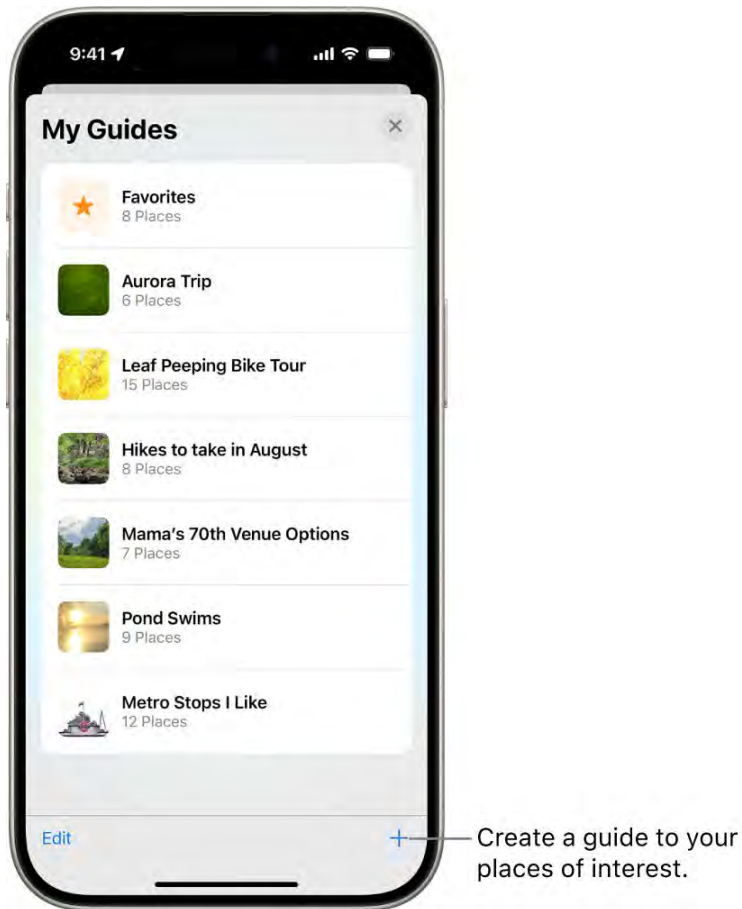 9:41
My Guides
Favorites
8 Places
Aurora Trip
6 Places
Leaf Peeping Bike Tour
15 Places
Hikes to take in August
8 Places
Mama’s 70th Venue Options
7 Places
Pond Swims
9 Places
Metro Stops I Like
12 Places
Edit
Create a guide to your
places of interest.